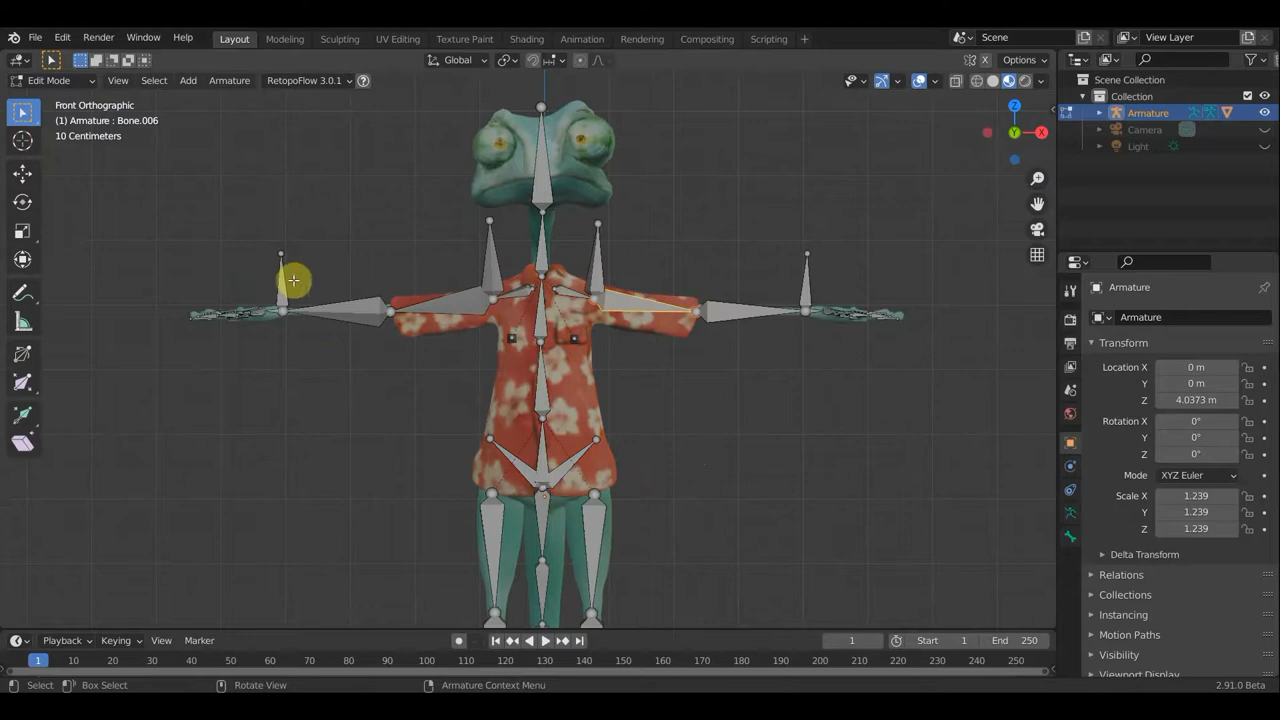 File Edit Render Window Help Layout Modeling Sculpting UV Editing Texture Paint Shading Animation Rendering Compositing Scripting + Scene View Layer
Global Options
Edit Mode View Select Add Armature RetopoFlow 3.0.1 ?
Front Orthographic
(1) Armature : Bone.006
10 Centimeters
Z
Y
X
Scene Collection
Collection
Armature
Camera
Light
Armature
Armature
Transform
Location X 0 m
Y 0 m
Z 4.0373 m
Rotation X 0°
Y 0°
Z 0°
Mode XYZ Euler
Scale X 1.239
Y 1.239
Z 1.239
Delta Transform
Relations
Collections
Instancing
Motion Paths
Visibility
Viewport Display
Playback Keying View Marker 1 Start 1 End 250
1 10 20 30 40 50 60 70 80 90 100 110 120 130 140 150 160 170 180 190 200 210 220 230 240 250
Select Box Select Rotate View Armature Context Menu 2.91.0 Beta